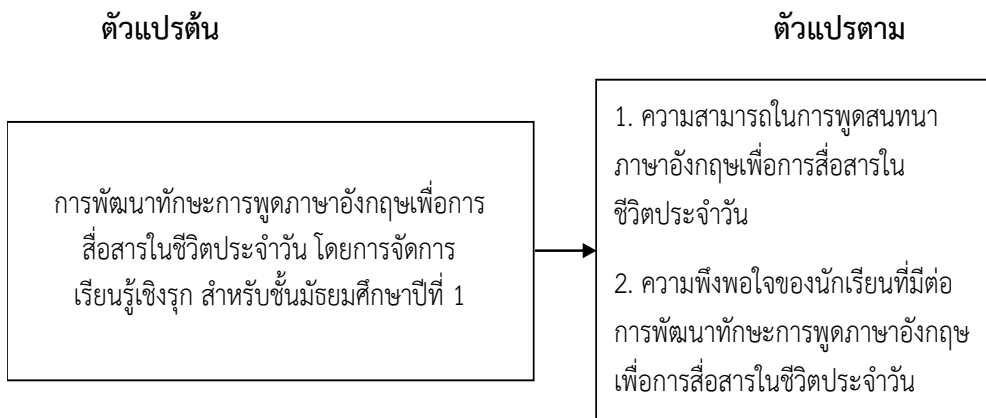 ตัวแปรต้น
ตัวแปรตาม
การพัฒนาทักษะการพูดภาษาอังกฤษเพื่อการ
สื่อสารในชีวิตประจำวัน โดยการจัดการ
เรียนรู้เชิงรุก สำหรับชั้นมัธยมศึกษาปีที่ 1
1. ความสามารถในการพูดสนทนา
ภาษาอังกฤษเพื่อการสื่อสารใน
ชีวิตประจำวัน
2. ความพึงพอใจของนักเรียนที่มีต่อ
การพัฒนาทักษะการพูดภาษาอังกฤษ
เพื่อการสื่อสารในชีวิตประจำวัน